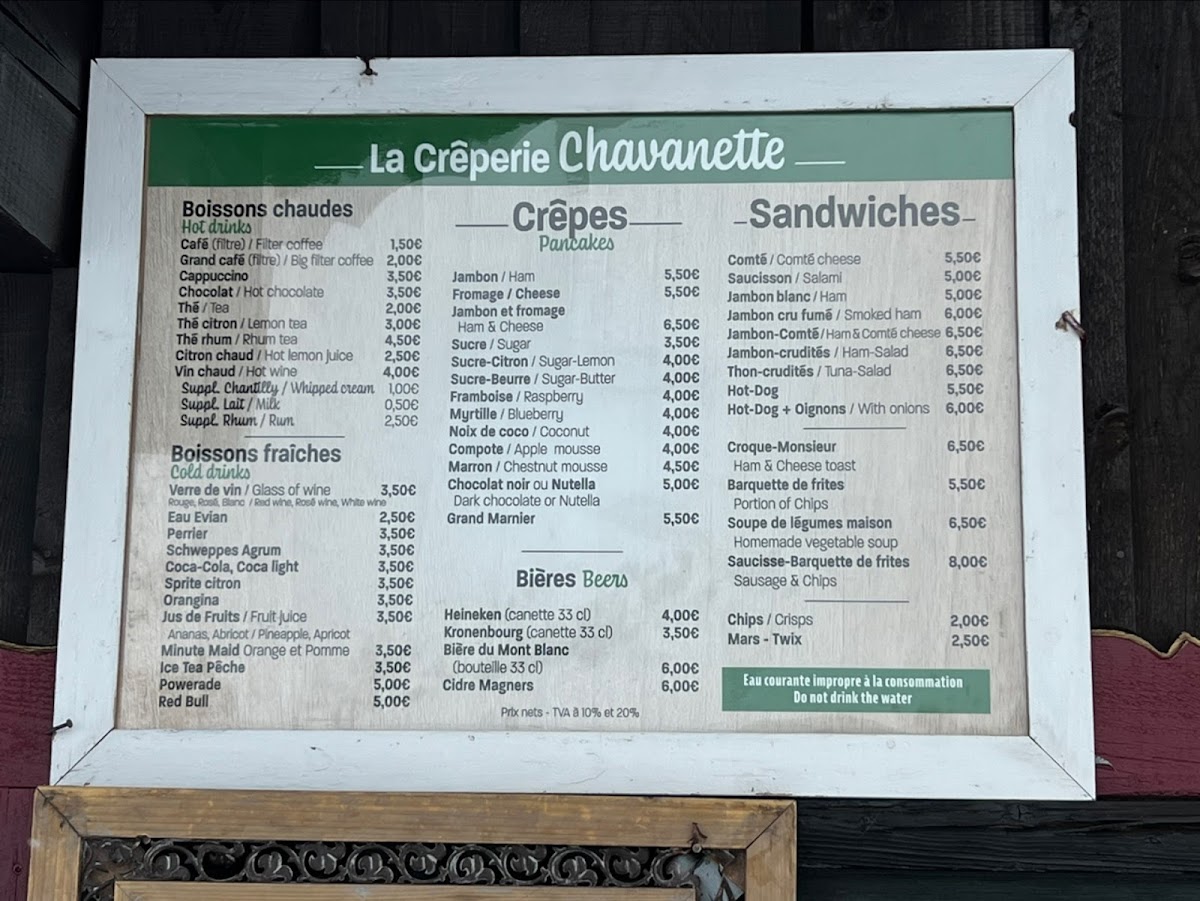 La Crêperie Chavanette
Boissons chaudes
Hot drinks
Café (filtre) / Filter coffee 1,50€
Grand café (filtre) / Big filter coffee 2,00€
Cappuccino 3,50€
Chocolat / Hot chocolate 3,50€
Thé / Tea 2,00€
Thé citron / Lemon tea 3,00€
Thé rhum / Rhum tea 4,50€
Citron chaud / Hot lemon juice 2,50€
Vin chaud / Hot wine 4,00€
Suppl. Chantilly / Whipped cream 1,00€
Suppl. Lait / Milk 0,50€
Suppl. Rhum / Rum 2,50€
Boissons fraîches
Cold drinks
Verre de vin / Glass of wine 3,50€
Rouge, Rosé, Blanc / Red wine, Rosé wine, White wine
Eau Evian 2,50€
Perrier 3,50€
Schweppes Agrum 3,50€
Coca-Cola, Coca light 3,50€
Sprite citron 3,50€
Orangina 3,50€
Jus de Fruits / Fruit juice 3,50€
Ananas, Abricot / Pineapple, Apricot
Minute Maid Orange et Pomme 3,50€
Ice Tea Pêche 3,50€
Powerade 5,00€
Red Bull 5,00€
Crêpes
Pancakes
Jambon / Ham 5,50€
Fromage / Cheese 5,50€
Jambon et fromage
Ham & Cheese 6,50€
Sucre / Sugar 3,50€
Sucre-Citron / Sugar-Lemon 4,00€
Sucre-Beurre / Sugar-Butter 4,00€
Framboise / Raspberry 4,00€
Myrtille / Blueberry 4,00€
Noix de coco / Coconut 4,00€
Compote / Apple mousse 4,00€
Marron / Chestnut mousse 4,50€
Chocolat noir ou Nutella 5,00€
Dark chocolate or Nutella
Grand Marnier 5,50€
Bières Beers
Heineken (canette 33 cl) 4,00€
Kronenbourg (canette 33 cl) 3,50€
Bière du Mont Blanc
(bouteille 33 cl) 6,00€
Cidre Magners 6,00€
Prix nets - TVA à 10% et 20%
Sandwiches
Comté / Comté cheese 5,50€
Saucisson / Salami 5,00€
Jambon blanc / Ham 5,00€
Jambon cru fumé / Smoked ham 6,00€
Jambon-Comté / Ham & Comté cheese 6,50€
Jambon-crudités / Ham-Salad 6,50€
Thon-crudités / Tuna-Salad 6,50€
Hot-Dog 5,50€
Hot-Dog + Oignons / With onions 6,00€
Croque-Monsieur 6,50€
Ham & Cheese toast
Barquette de frites 5,50€
Portion of Chips
Soupe de légumes maison 6,50€
Homemade vegetable soup
Saucisse-Barquette de frites 8,00€
Sausage & Chips
Chips / Crisps 2,00€
Mars - Twix 2,50€
Eau courante impropre à la consommation
Do not drink the water